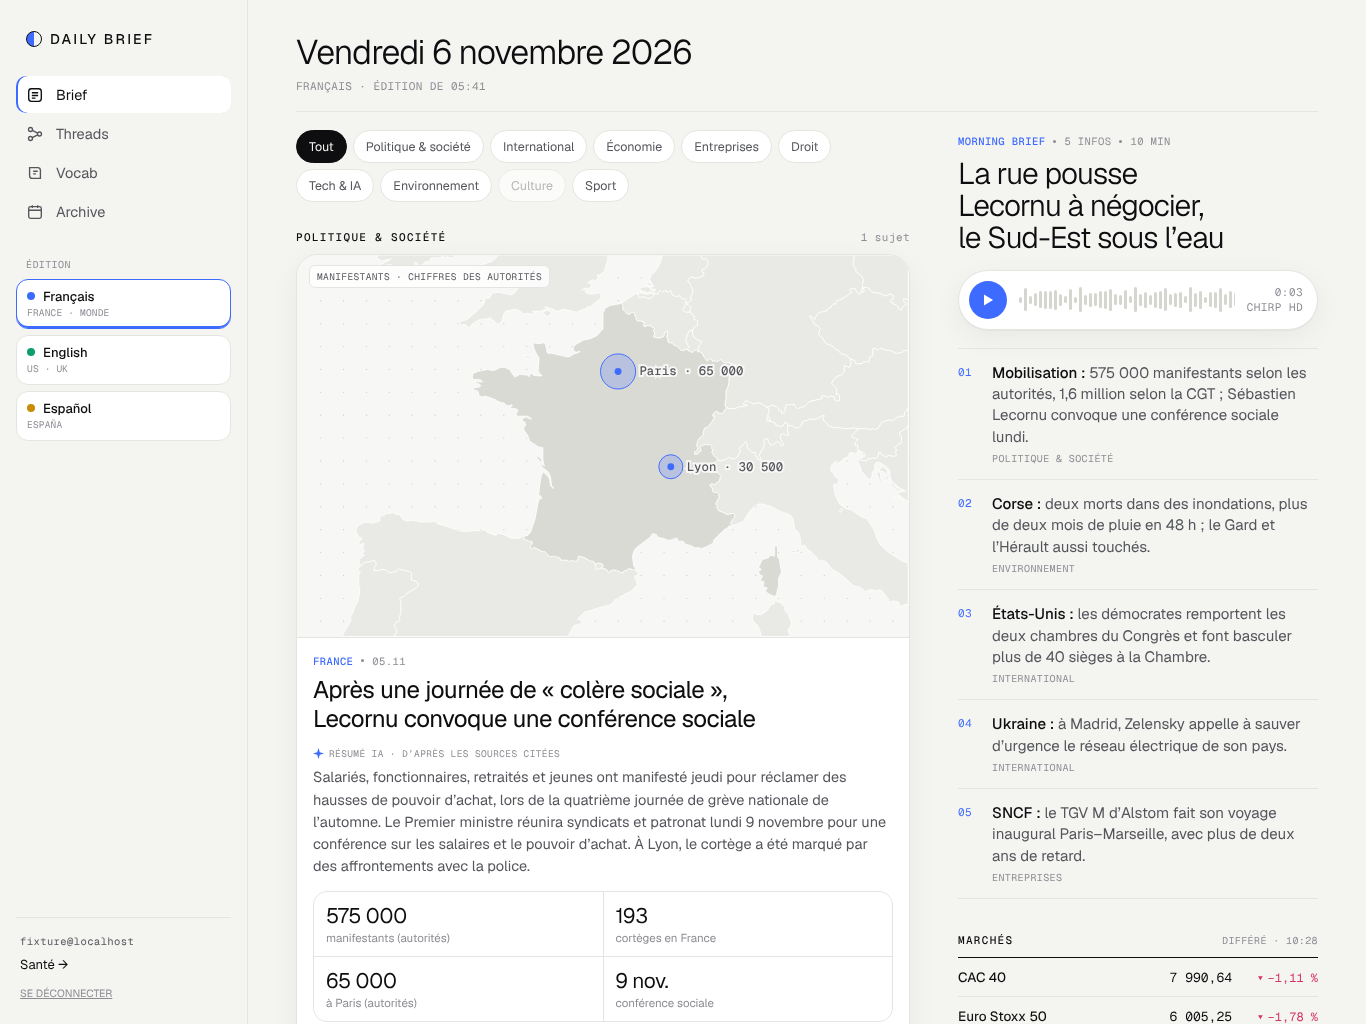 DAILY BRIEF
Brief
Threads
Vocab
Archive
ÉDITION
Français
FRANCE · MONDE
English
US · UK
Español
ESPAÑA
fixture@localhost
Santé →
SE DÉCONNECTER
Vendredi 6 novembre 2026
FRANÇAIS · ÉDITION DE 05:41
Tout
Politique & société
International
Économie
Entreprises
Droit
Tech & IA
Environnement
Culture
Sport
POLITIQUE & SOCIÉTÉ
1 sujet
MANIFESTANTS · CHIFFRES DES AUTORITÉS
Paris · 65 000
Lyon · 30 500
FRANCE • 05.11
Après une journée de « colère sociale »,
Lecornu convoque une conférence sociale
RÉSUMÉ IA · D'APRÈS LES SOURCES CITÉES
Salariés, fonctionnaires, retraités et jeunes ont manifesté jeudi pour réclamer des
hausses de pouvoir d’achat, lors de la quatrième journée de grève nationale de
l’automne. Le Premier ministre réunira syndicats et patronat lundi 9 novembre pour une
conférence sur les salaires et le pouvoir d’achat. À Lyon, le cortège a été marqué par
des affrontements avec la police.
575 000
manifestants (autorités)
193
cortèges en France
65 000
à Paris (autorités)
9 nov.
conférence sociale
MORNING BRIEF • 5 INFOS • 10 MIN
La rue pousse
Lecornu à négocier,
le Sud-Est sous l’eau
0:03
CHIRP HD
01
Mobilisation : 575 000 manifestants selon les
autorités, 1,6 million selon la CGT ; Sébastien
Lecornu convoque une conférence sociale
lundi.
POLITIQUE & SOCIÉTÉ
02
Corse : deux morts dans des inondations, plus
de deux mois de pluie en 48 h ; le Gard et
l’Hérault aussi touchés.
ENVIRONNEMENT
03
États-Unis : les démocrates remportent les
deux chambres du Congrès et font basculer
plus de 40 sièges à la Chambre.
INTERNATIONAL
04
Ukraine : à Madrid, Zelensky appelle à sauver
d’urgence le réseau électrique de son pays.
INTERNATIONAL
05
SNCF : le TGV M d’Alstom fait son voyage
inaugural Paris–Marseille, avec plus de deux
ans de retard.
ENTREPRISES
MARCHÉS
DIFFÉRÉ · 10:28
CAC 40 7 990,64 ▼ −1,11 %
Euro Stoxx 50 6 005,25 ▼ −1,78 %